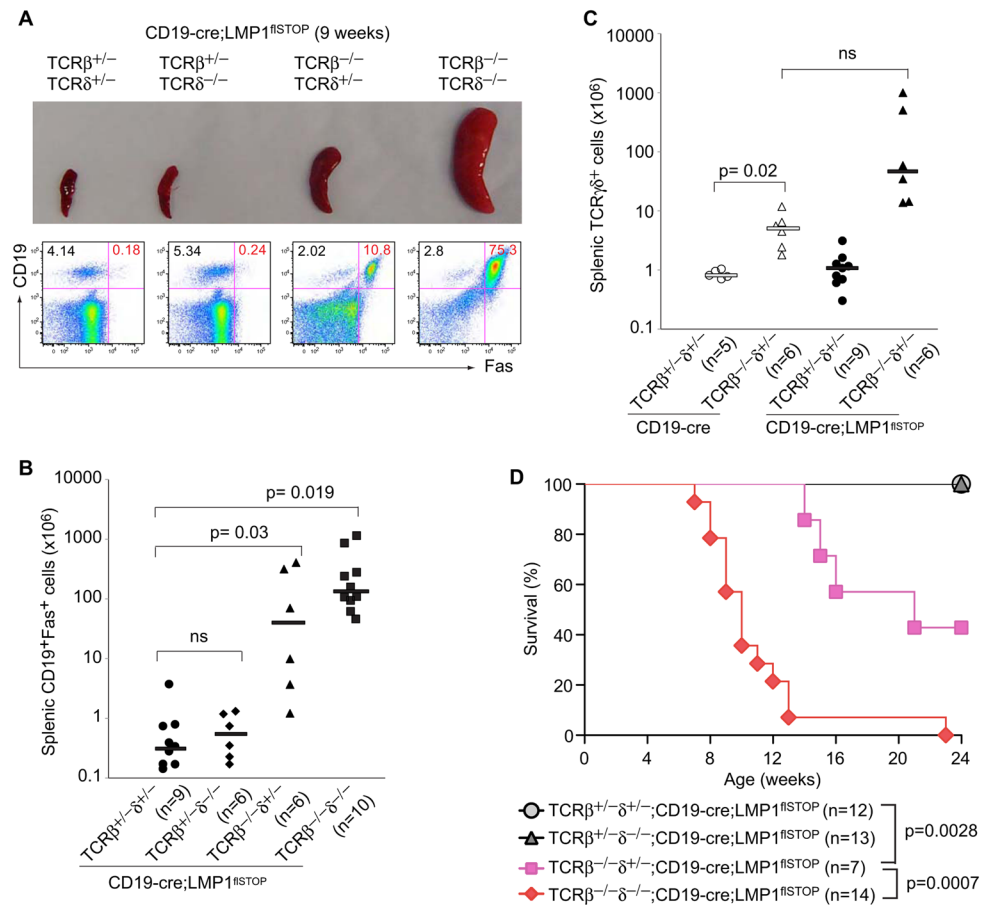 A
CD19-cre;LMP1flSTOP (9 weeks)
TCRβ+/− TCRβ+/− TCRβ−/− TCRβ−/−
TCRδ+/− TCRδ−/− TCRδ+/− TCRδ−/−
CD19
4.14 0.18 5.34 0.24 2.02 10.8 2.8 75.3
Fas
B
Splenic CD19+Fas+ cells (x10⁶)
10000
1000
100
10
1
0.1
p= 0.019
p= 0.03
ns
TCRβ+/−δ+/− (n=9)
TCRβ+/−δ−/− (n=6)
TCRβ−/−δ+/− (n=6)
TCRβ−/−δ−/− (n=10)
CD19-cre;LMP1flSTOP
C
Splenic TCRγδ+ cells (x10⁶)
10000
1000
100
10
1
0.1
ns
p= 0.02
TCRβ+/−δ+/− (n=5)
TCRβ−/−δ+/− (n=6)
TCRβ+/−δ+/− (n=9)
TCRβ−/−δ+/− (n=6)
CD19-cre CD19-cre;LMP1flSTOP
D
Survival (%)
100
80
60
40
20
0
0 4 8 12 16 20 24
Age (weeks)
TCRβ+/−δ+/−;CD19-cre;LMP1flSTOP (n=12)
TCRβ+/−δ−/−;CD19-cre;LMP1flSTOP (n=13)
TCRβ−/−δ+/−;CD19-cre;LMP1flSTOP (n=7)
TCRβ−/−δ−/−;CD19-cre;LMP1flSTOP (n=14)
p=0.0028
p=0.0007